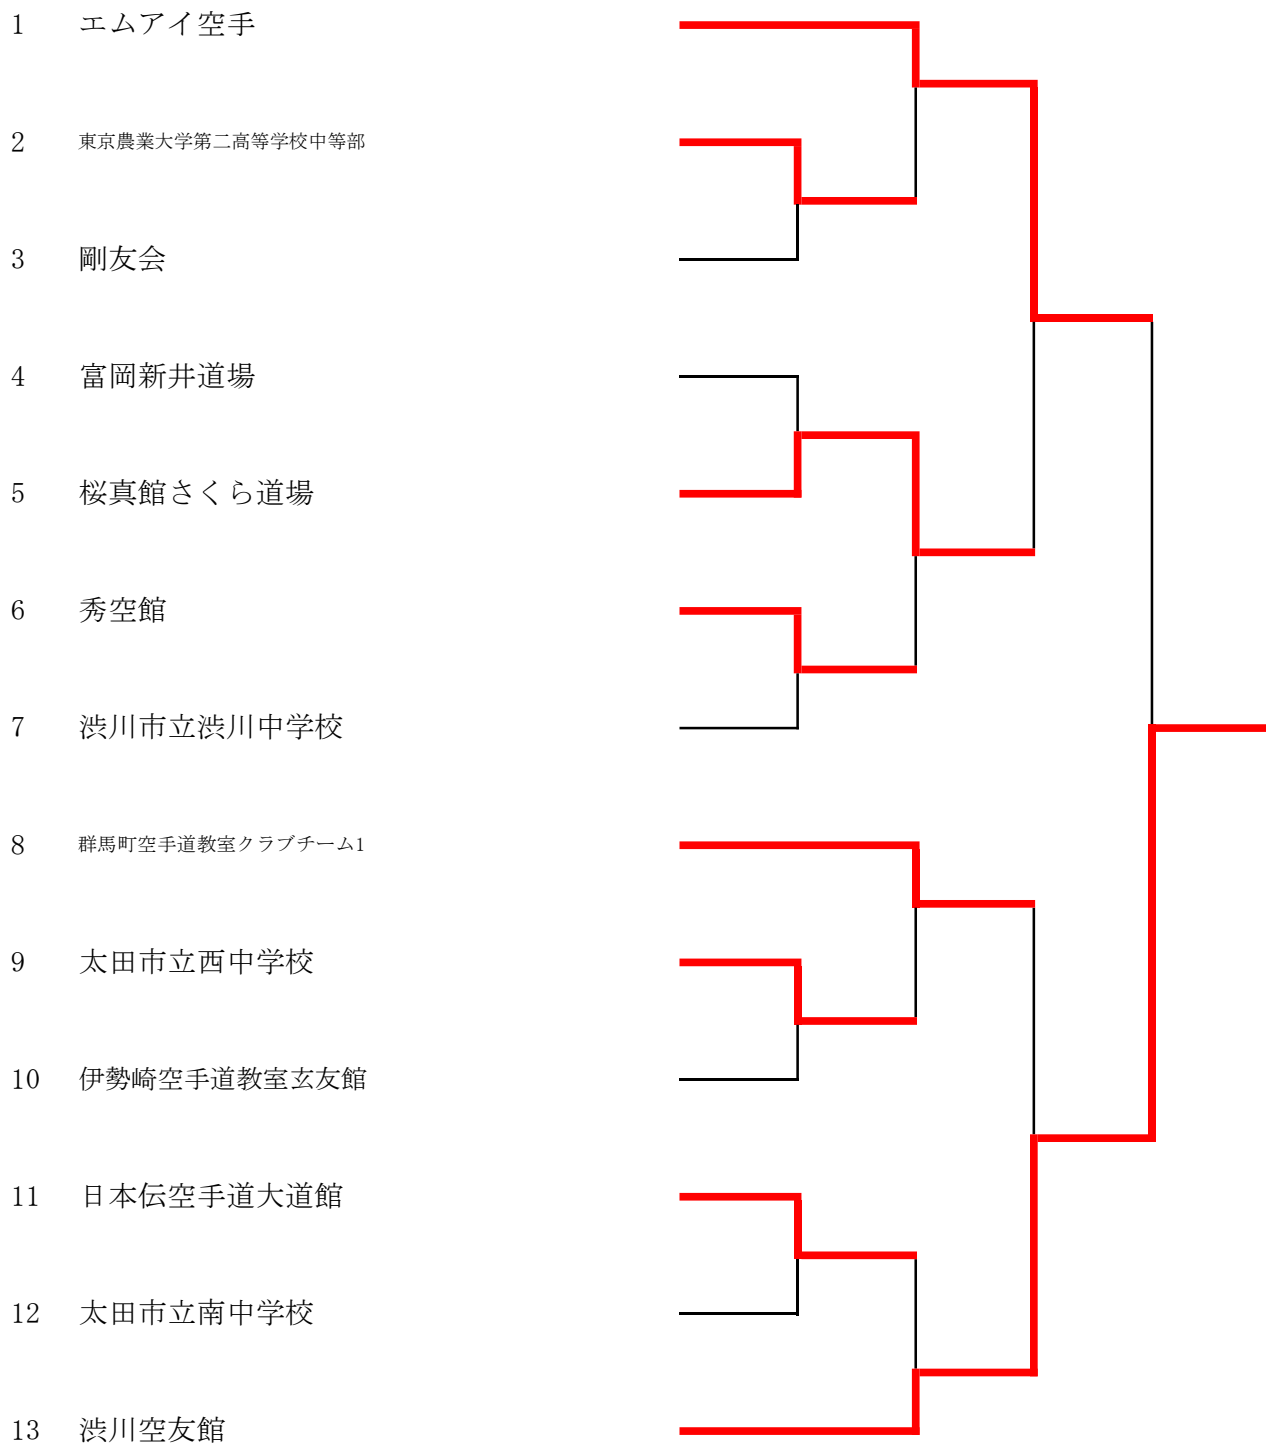 1 エムアイ空手
2 東京農業大学第二高等学校中等部
3 剛友会
4 富岡新井道場
5 桜真館さくら道場
6 秀空館
7 渋川市立渋川中学校
8 群馬町空手道教室クラブチーム1
9 太田市立西中学校
10 伊勢崎空手道教室玄友館
11 日本伝空手道大道館
12 太田市立南中学校
13 渋川空友館